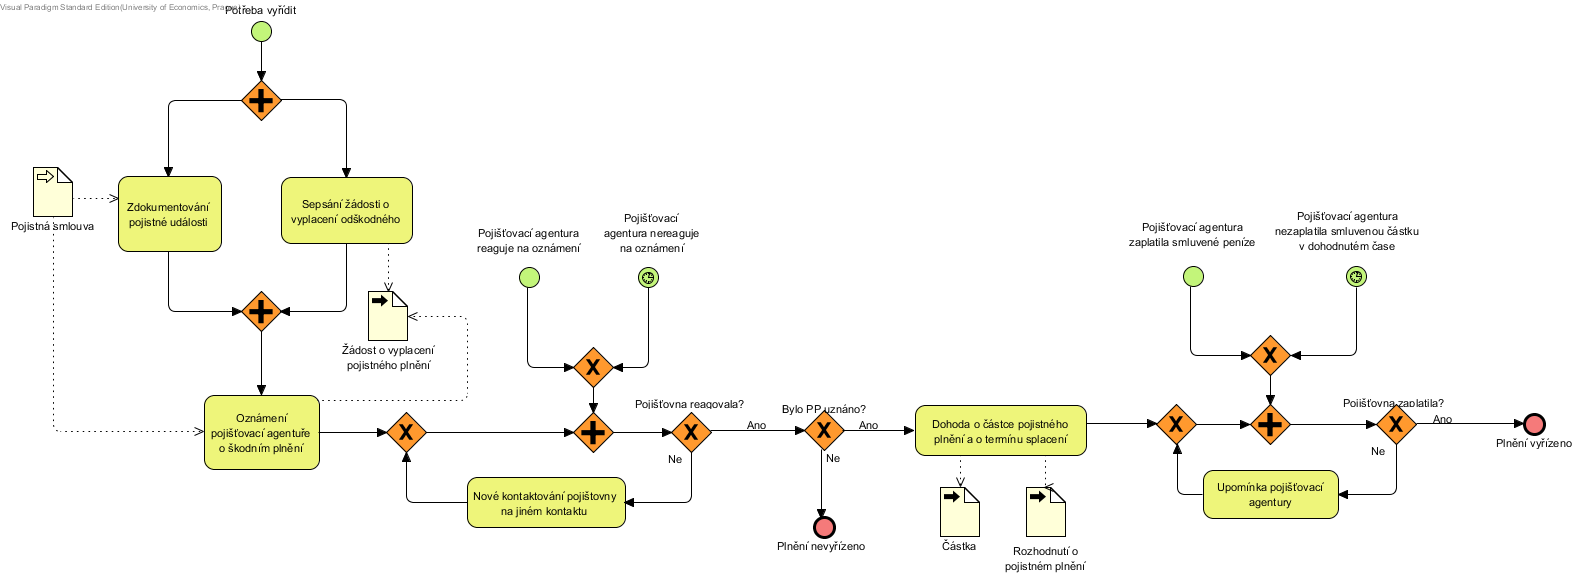 Visual Paradigm Standard Edition(University of Economics, Prague)
Potřeba vyřídit
Pojistná smlouva
Zdokumentování
pojistné události
Sepsání žádosti o
vyplacení odškodného
Žádost o vyplacení
pojistného plnění
Oznámení
pojišťovací agentuře
o škodním plnění
Pojišťovací agentura
reaguje na oznámení
Pojišťovací
agentura nereaguje
na oznámení
Pojišťovna reagovala?
Ano
Ne
Nové kontaktování pojištovny
na jiném kontaktu
Bylo PP uznáno?
Ano
Ne
Plnění nevyřízeno
Dohoda o částce pojistného
plnění a o termínu splacení
Částka
Rozhodnutí o
pojistném plnění
Pojišťovací agentura
zaplatila smluvené peníze
Pojišťovací agentura
nezaplatila smluvenou částku
v dohodnutém čase
Pojišťovna zaplatila?
Ano
Ne
Upomínka pojišťovací
agentury
Plnění vyřízeno